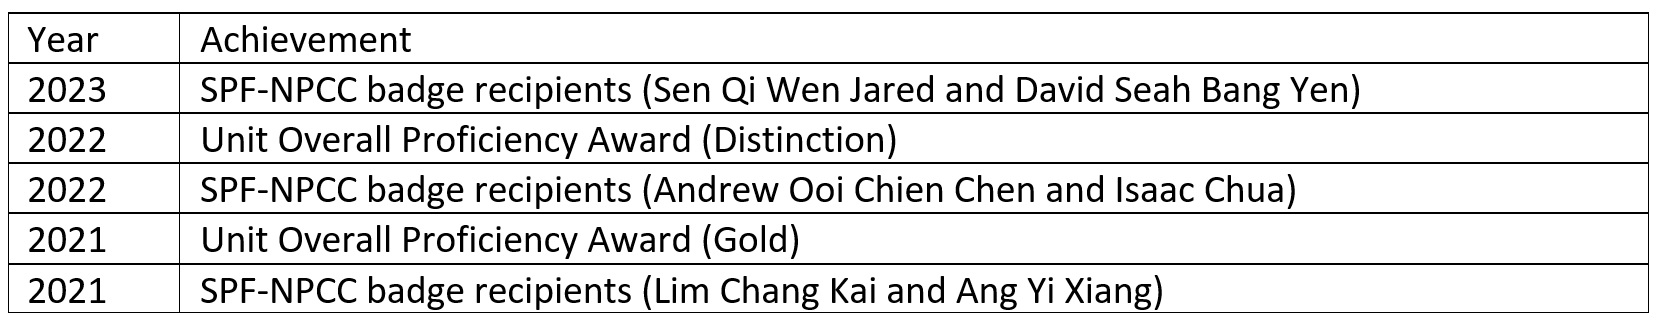 Year Achievement
2023 SPF-NPCC badge recipients (Sen Qi Wen Jared and David Seah Bang Yen)
2022 Unit Overall Proficiency Award (Distinction)
2022 SPF-NPCC badge recipients (Andrew Ooi Chien Chen and Isaac Chua)
2021 Unit Overall Proficiency Award (Gold)
2021 SPF-NPCC badge recipients (Lim Chang Kai and Ang Yi Xiang)